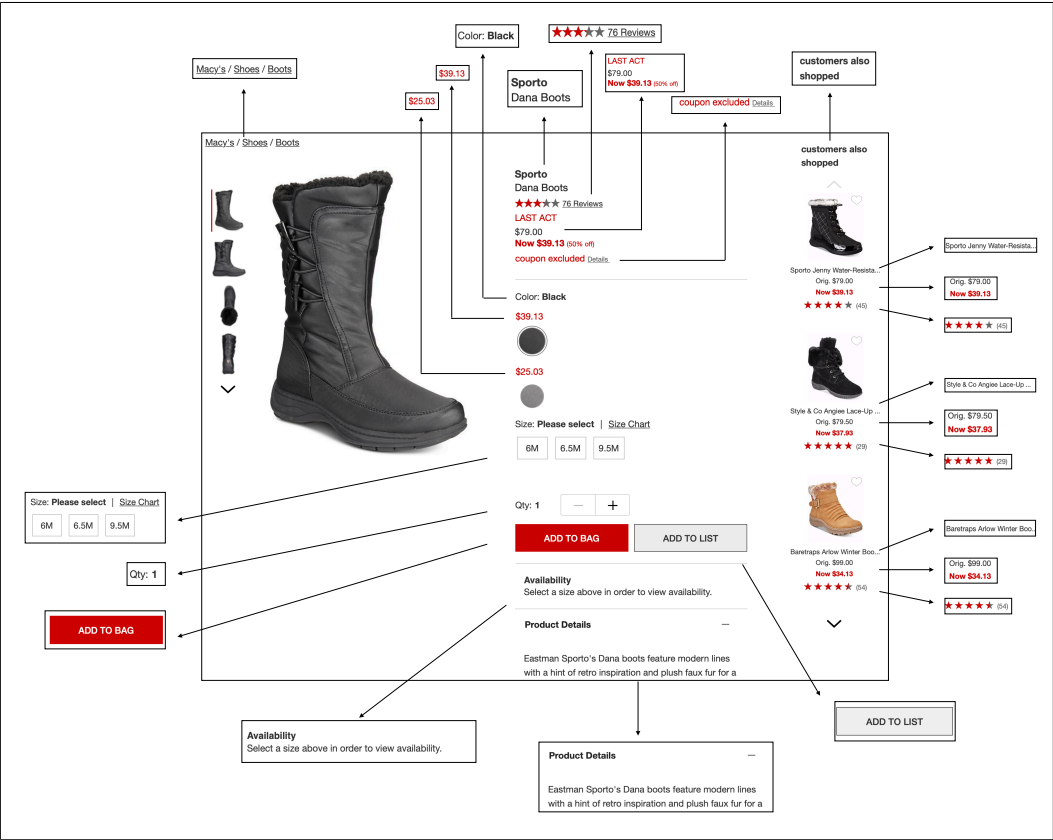 Color: Black
76 Reviews
Macy's / Shoes / Boots
$39.13
$25.03
Sporto
Dana Boots
LAST ACT
$79.00
Now $39.13 (50% off)
coupon excluded Details
customers also
shopped
Macy's / Shoes / Boots
Sporto
Dana Boots
76 Reviews
LAST ACT
$79.00
Now $39.13 (50% off)
coupon excluded Details
Color: Black
$39.13
$25.03
Size: Please select | Size Chart
6M 6.5M 9.5M
Qty: 1 — +
ADD TO BAG ADD TO LIST
Availability
Select a size above in order to view availability.
Product Details —
Eastman Sporto's Dana boots feature modern lines
with a hint of retro inspiration and plush faux fur for a
customers also
shopped
Sporto Jenny Water-Resista...
Orig. $79.00
Now $39.13
(45)
Style & Co Angiee Lace-Up ...
Orig. $79.50
Now $37.93
(29)
Baretraps Arlow Winter Boo...
Orig. $99.00
Now $34.13
(54)
Sporto Jenny Water-Resista...
Orig. $79.00
Now $39.13
(45)
Style & Co Angiee Lace-Up ...
Orig. $79.50
Now $37.93
(29)
Baretraps Arlow Winter Boo..
Orig. $99.00
Now $34.13
(54)
Size: Please select | Size Chart
6M 6.5M 9.5M
Qty: 1
ADD TO BAG
Availability
Select a size above in order to view availability.
Product Details —
Eastman Sporto's Dana boots feature modern lines
with a hint of retro inspiration and plush faux fur for a
ADD TO LIST